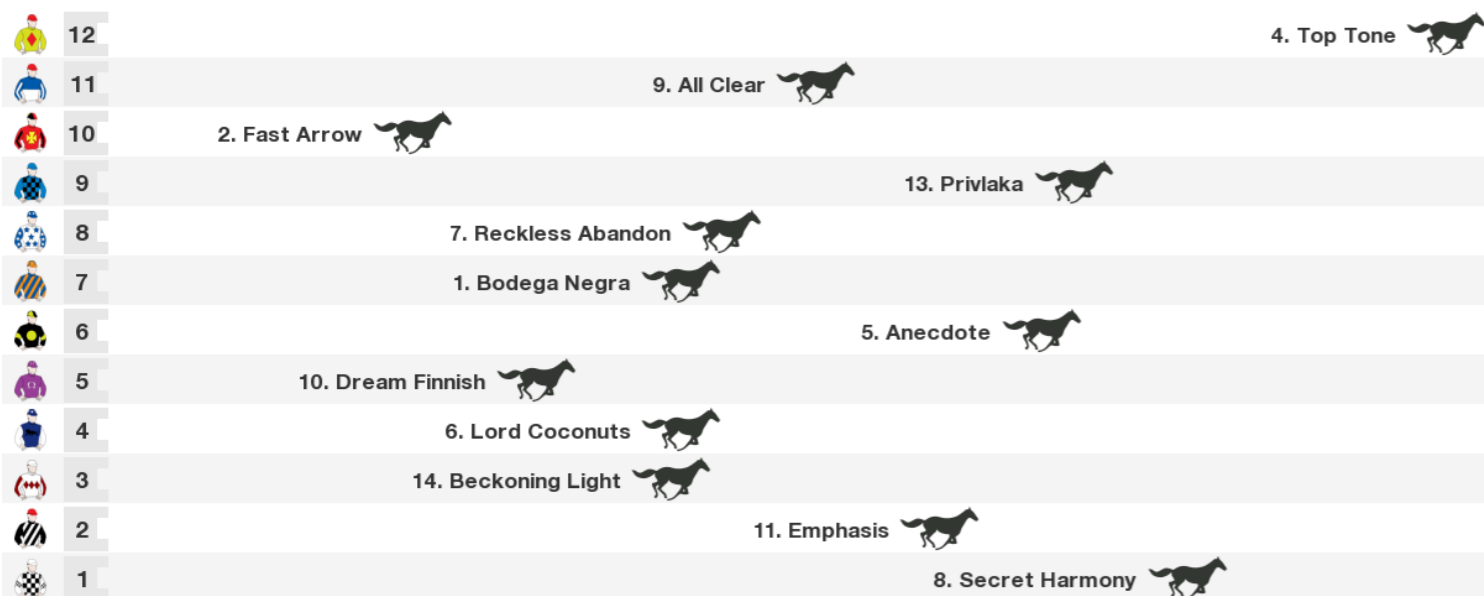 12 4. Top Tone
11 9. All Clear
10 2. Fast Arrow
9 13. Privlaka
8 7. Reckless Abandon
7 1. Bodega Negra
6 5. Anecdote
5 10. Dream Finnish
4 6. Lord Coconuts
3 14. Beckoning Light
2 11. Emphasis
1 8. Secret Harmony